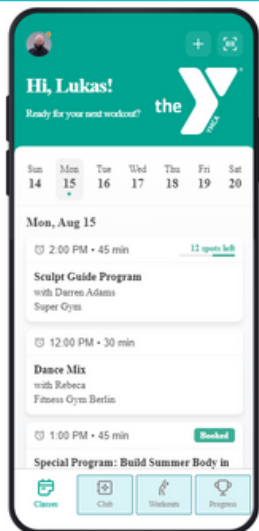 Hi, Lukas!
Ready for your next workout?
the
YMCA
Sun Mon Tue Wed Thu Fri Sat
14 15 16 17 18 19 20
Mon, Aug 15
2:00 PM • 45 min 12 spots left
Sculpt Guide Program
with Darren Adams
Super Gym
12:00 PM • 30 min
Dance Mix
with Rebeca
Fitness Gym Berlin
1:00 PM • 45 min Booked
Special Program: Build Summer Body in
Classes Club Workouts Progress